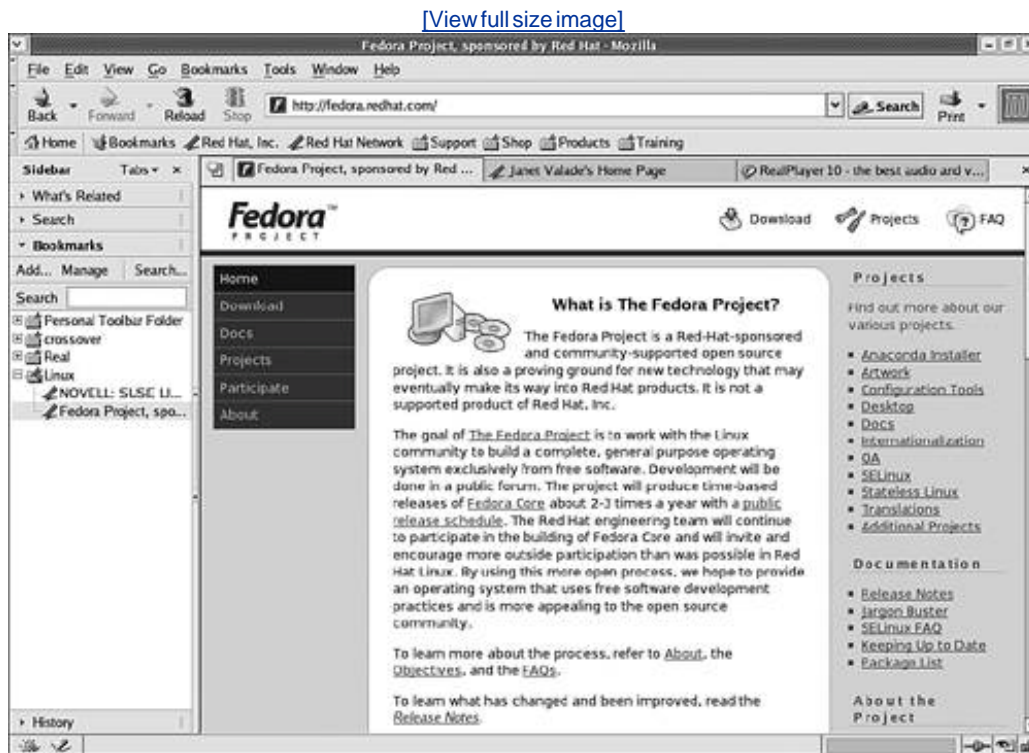 [View full size image]
Fedora Project, sponsored by Red Hat - Mozilla
File Edit View Go Bookmarks Tools Window Help
Back Forward Reload Stop http://fedora.redhat.com/ Search Print
Home Bookmarks Red Hat, Inc. Red Hat Network Support Shop Products Training
Sidebar Tabs
Fedora Project, sponsored by Red ... Janet Valade's Home Page RealPlayer 10 - the best audio and v...
What's Related
Search
Bookmarks
Add... Manage Search...
Search
Personal Toolbar Folder
crossover
Real
Linux
NOVELL: SUSE LI...
Fedora Project, spo...
History
Fedora™
PROJECT
Download Projects FAQ
Home
Download
Docs
Projects
Participate
About
What is The Fedora Project?
The Fedora Project is a Red-Hat-sponsored
and community-supported open source
project. It is also a proving ground for new technology that may
eventually make its way into Red Hat products. It is not a
supported product of Red Hat, Inc.
The goal of The Fedora Project is to work with the Linux
community to build a complete, general purpose operating
system exclusively from free software. Development will be
done in a public forum. The project will produce time-based
releases of Fedora Core about 2-3 times a year with a public
release schedule. The Red Hat engineering team will continue
to participate in the building of Fedora Core and will invite and
encourage more outside participation than was possible in Red
Hat Linux. By using this more open process, we hope to provide
an operating system that uses free software development
practices and is more appealing to the open source
community.
To learn more about the process, refer to About, the
Objectives, and the FAQs.
To learn what has changed and been improved, read the
Release Notes.
Projects
Find out more about our
various projects.
Anaconda Installer
Artwork
Configuration Tools
Desktop
Docs
Internationalization
QA
SELinux
Stateless Linux
Translations
Additional Projects
Documentation
Release Notes
Jargon Buster
SELinux FAQ
Keeping Up to Date
Package List
About the
Project